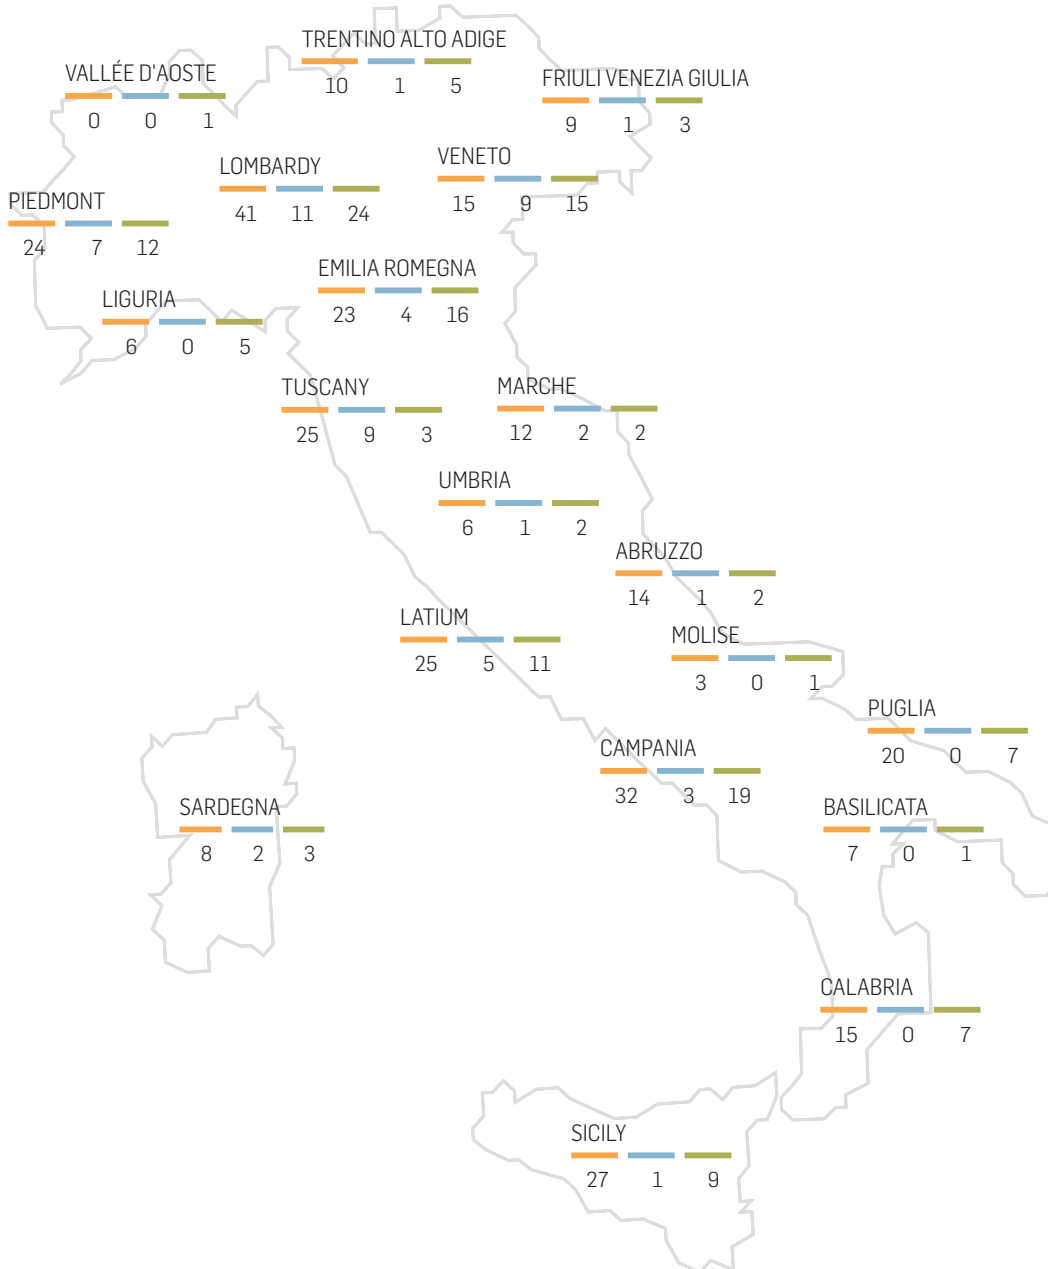 TRENTINO ALTO ADIGE
10 1 5
VALLÉE D'AOSTE
0 0 1
FRIULI VENEZIA GIULIA
9 1 3
LOMBARDY
41 11 24
VENETO
15 9 15
PIEDMONT
24 7 12
EMILIA ROMEGNA
23 4 16
LIGURIA
6 0 5
TUSCANY
25 9 3
MARCHE
12 2 2
UMBRIA
6 1 2
ABRUZZO
14 1 2
LATIUM
25 5 11
MOLISE
3 0 1
PUGLIA
20 0 7
CAMPANIA
32 3 19
SARDEGNA
8 2 3
BASILICATA
7 0 1
CALABRIA
15 0 7
SICILY
27 1 9